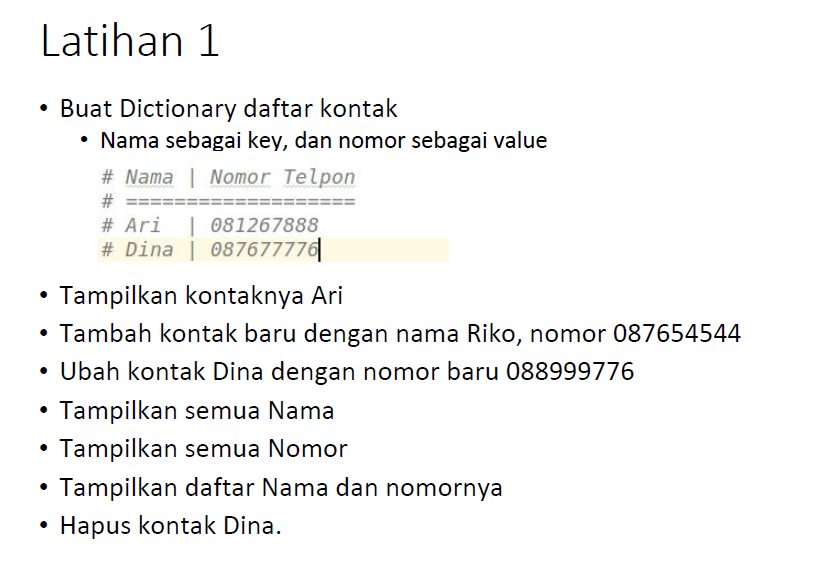 Latihan 1
• Buat Dictionary daftar kontak
• Nama sebagai key, dan nomor sebagai value
# Nama | Nomor Telpon
# ===================
# Ari  | 081267888
# Dina | 087677776
• Tampilkan kontaknya Ari
• Tambah kontak baru dengan nama Riko, nomor 087654544
• Ubah kontak Dina dengan nomor baru 088999776
• Tampilkan semua Nama
• Tampilkan semua Nomor
• Tampilkan daftar Nama dan nomornya
• Hapus kontak Dina.